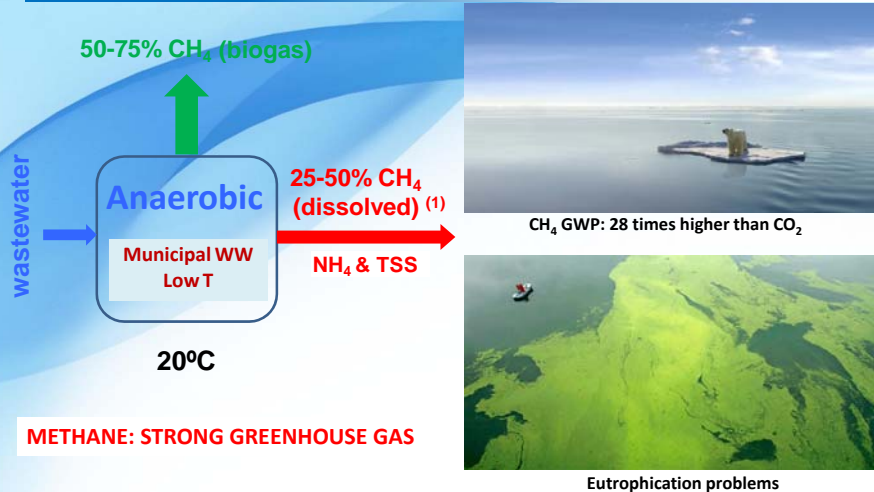 50-75% CH₄ (biogas)
wastewater
Anaerobic
Municipal WW
Low T
20ºC
25-50% CH₄
(dissolved) ⁽¹⁾
NH₄ & TSS
METHANE: STRONG GREENHOUSE GAS
CH₄ GWP: 28 times higher than CO₂
Eutrophication problems